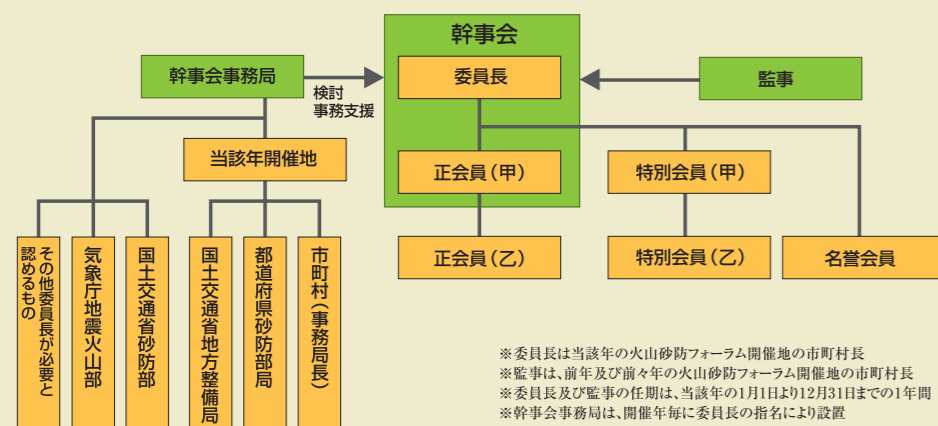 幹事会
幹事会事務局
検討
事務支援
委員長
監事
当該年開催地
正会員（甲）
特別会員（甲）
正会員（乙）
特別会員（乙）
名誉会員
その他委員長が必要と
認めるもの
気象庁地震火山部
国土交通省砂防部
国土交通省地方整備局
都道府県砂防部局
市町村（事務局長）
※委員長は当該年の火山砂防フォーラム開催地の市町村長
※監事は、前年及び前々年の火山砂防フォーラム開催地の市町村長
※委員長及び監事の任期は、当該年の1月1日より12月31日までの1年間
※幹事会事務局は、開催年毎に委員長の指名により設置